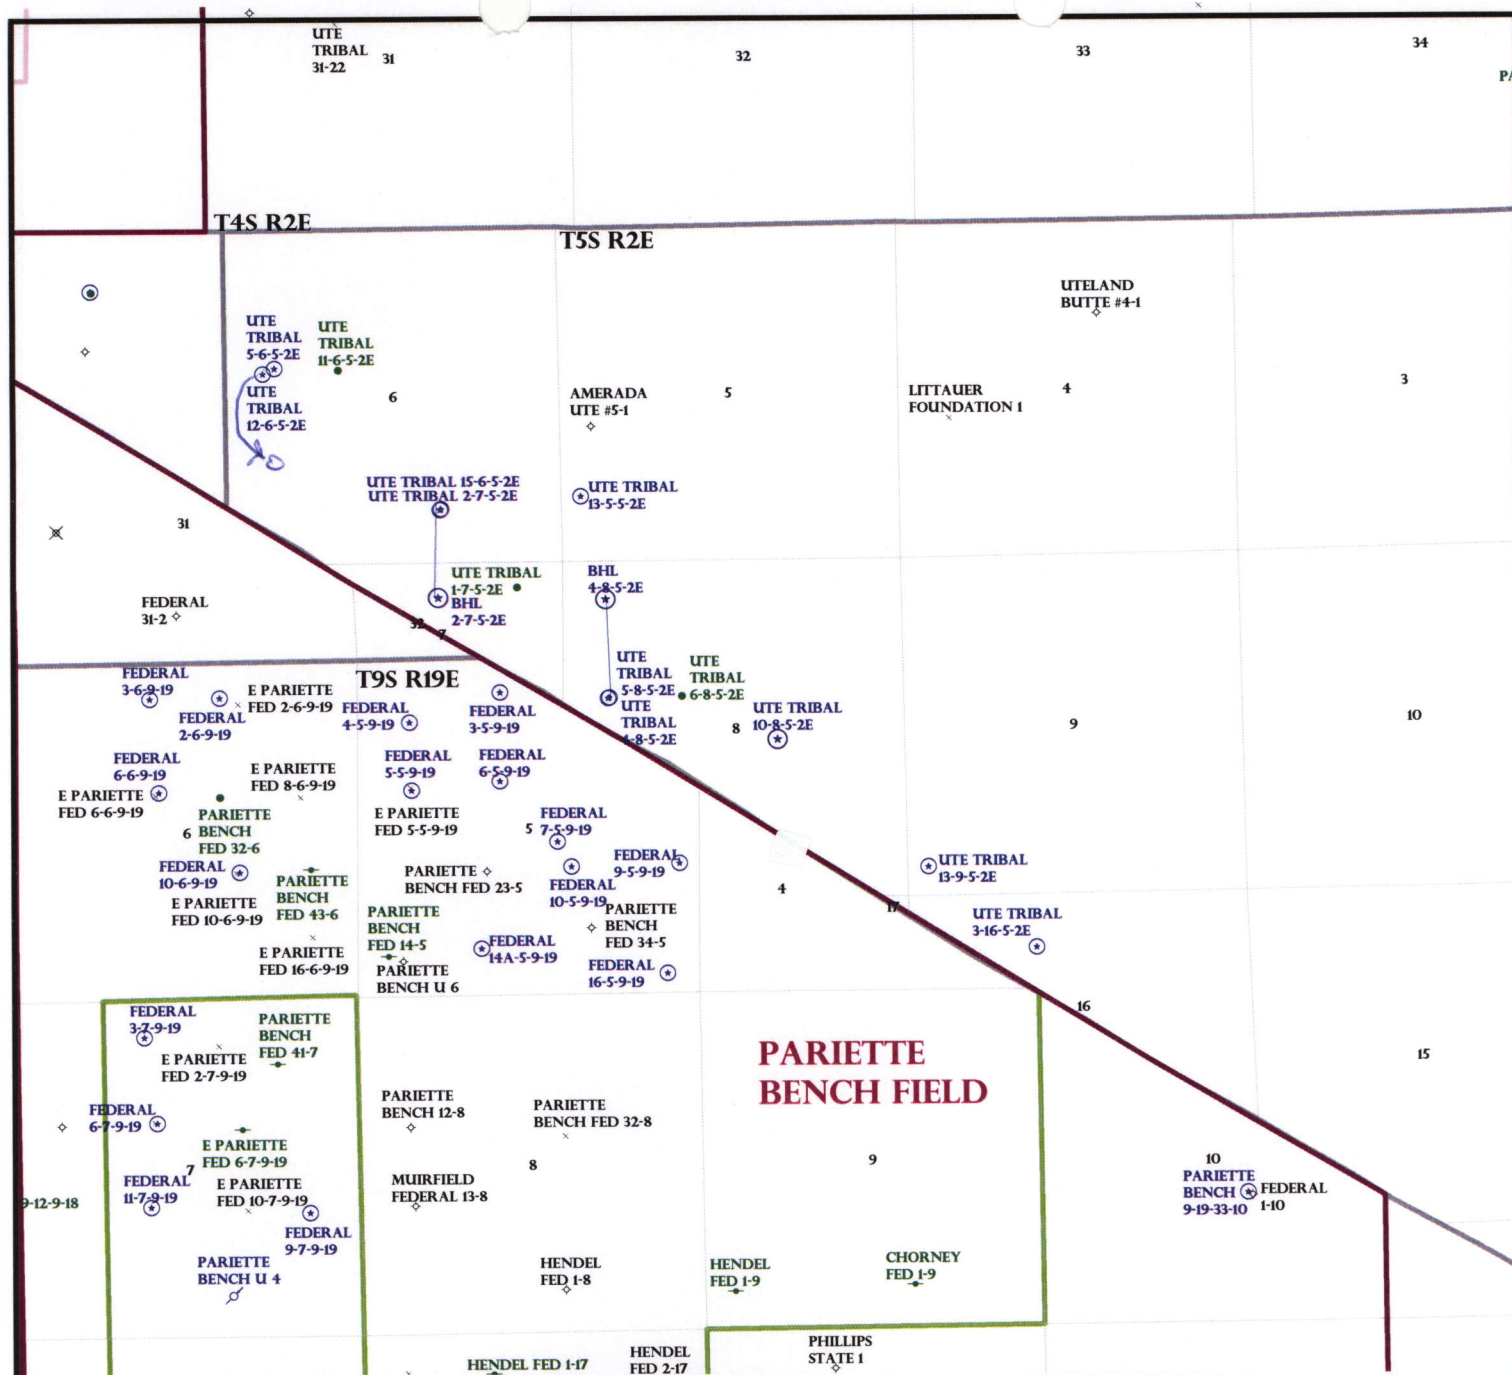 UTE
TRIBAL
31-22
31
32
33
34
PA
T4S R2E
T5S R2E
UTELAND
BUTTE #4-1
UTE
TRIBAL
5-6-5-2E
UTE
TRIBAL
11-6-5-2E
UTE
TRIBAL
12-6-5-2E
6
AMERADA
UTE #5-1
5
LITTAUER
FOUNDATION 1
4
3
UTE TRIBAL 15-6-5-2E
UTE TRIBAL 2-7-5-2E
UTE TRIBAL
13-5-5-2E
31
UTE TRIBAL
1-7-5-2E
BHL
2-7-5-2E
BHL
4-8-5-2E
FEDERAL
31-2
32
7
T9S R19E
UTE
TRIBAL
5-8-5-2E
UTE
TRIBAL
6-8-5-2E
UTE
TRIBAL
4-8-5-2E
8
UTE TRIBAL
10-8-5-2E
9
10
FEDERAL
3-6-9-19
FEDERAL
2-6-9-19
E PARIETTE
FED 2-6-9-19
FEDERAL
4-5-9-19
FEDERAL
3-5-9-19
FEDERAL
6-6-9-19
E PARIETTE
FED 6-6-9-19
E PARIETTE
FED 8-6-9-19
FEDERAL
5-5-9-19
FEDERAL
6-5-9-19
6
PARIETTE
BENCH
FED 32-6
E PARIETTE
FED 5-5-9-19
5
FEDERAL
7-5-9-19
FEDERAL
10-6-9-19
PARIETTE
BENCH
FED 43-6
PARIETTE
BENCH FED 23-5
FEDERAL
10-5-9-19
FEDERAL
9-5-9-19
4
UTE TRIBAL
13-9-5-2E
E PARIETTE
FED 10-6-9-19
PARIETTE
BENCH
FED 14-5
PARIETTE
BENCH
FED 34-5
17
UTE TRIBAL
3-16-5-2E
E PARIETTE
FED 16-6-9-19
PARIETTE
BENCH U 6
FEDERAL
14A-5-9-19
FEDERAL
16-5-9-19
FEDERAL
3-7-9-19
PARIETTE
BENCH
FED 41-7
E PARIETTE
FED 2-7-9-19
PARIETTE
BENCH FIELD
16
15
FEDERAL
6-7-9-19
PARIETTE
BENCH 12-8
PARIETTE
BENCH FED 32-8
E PARIETTE
FED 6-7-9-19
7
8
9
10
FEDERAL
11-7-9-19
E PARIETTE
FED 10-7-9-19
MUIRFIELD
FEDERAL 13-8
PARIETTE
BENCH
9-19-33-10
FEDERAL
1-10
9-12-9-18
FEDERAL
9-7-9-19
PARIETTE
BENCH U 4
HENDEL
FED 1-8
HENDEL
FED 1-9
CHORNEY
FED 1-9
HENDEL FED 1-17
HENDEL
FED 2-17
PHILLIPS
STATE 1